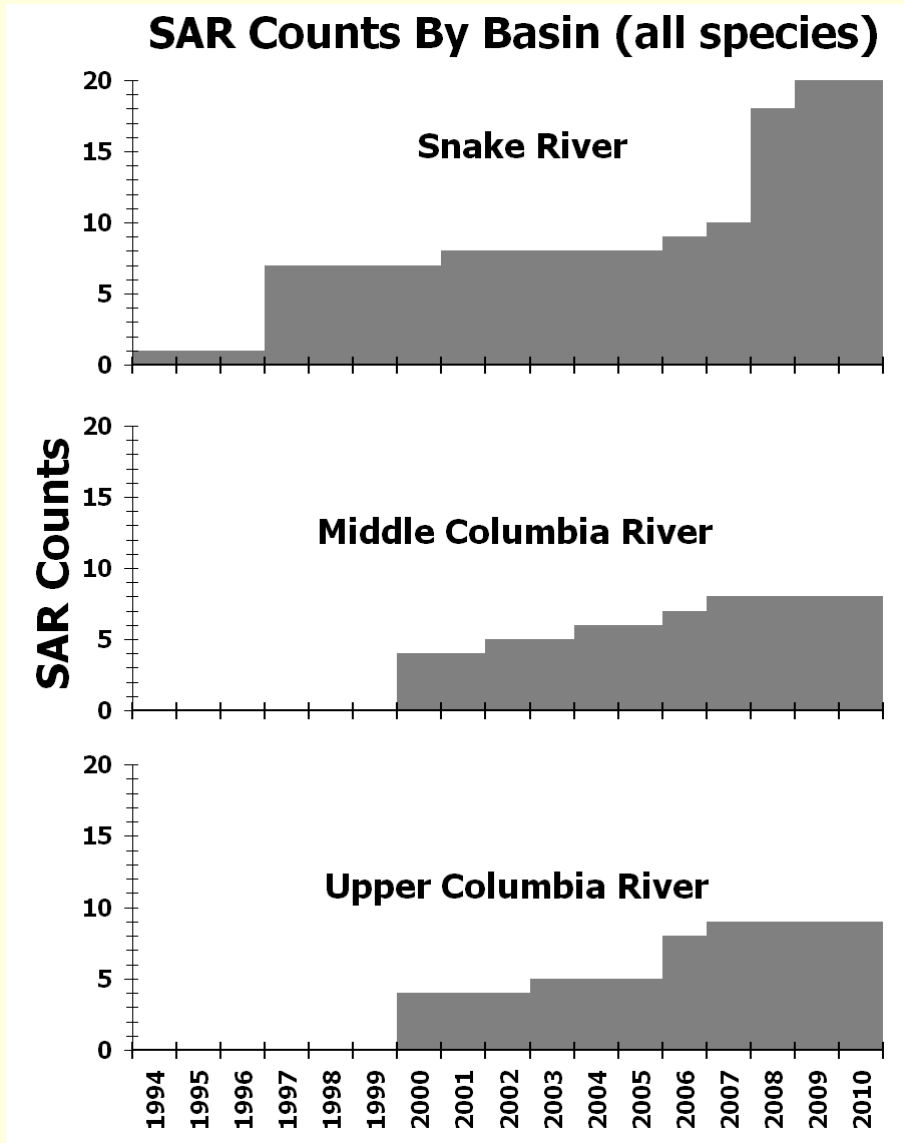 SAR Counts By Basin (all species)
SAR Counts
20
15
10
5
0
Snake River
20
15
10
5
0
Middle Columbia River
20
15
10
5
0
Upper Columbia River
1994 1995 1996 1997 1998 1999 2000 2001 2002 2003 2004 2005 2006 2007 2008 2009 2010